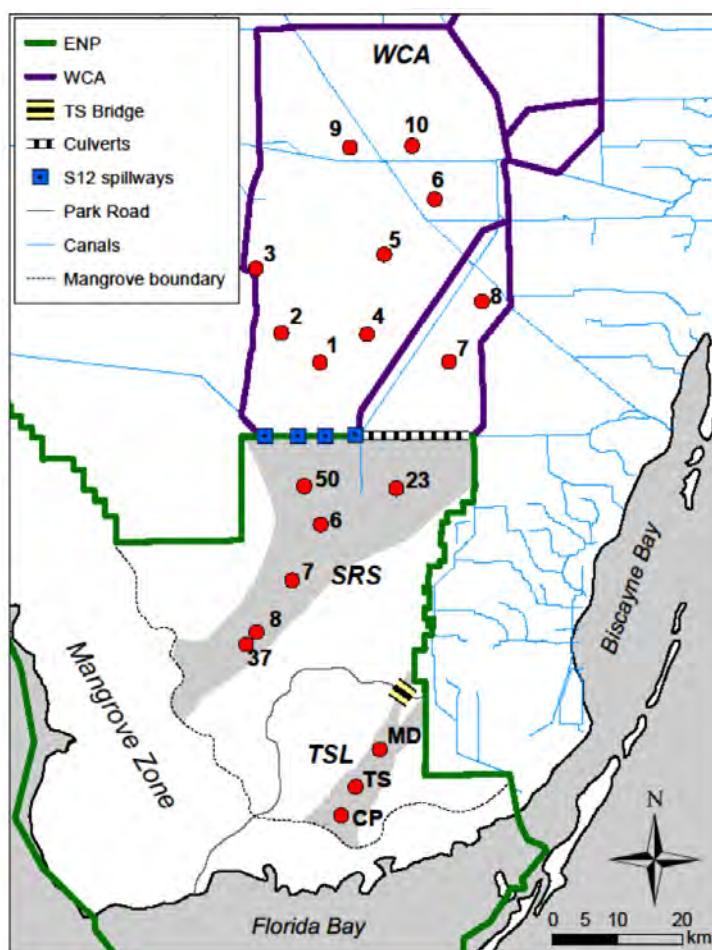 ENP
WCA
TS Bridge
Culverts
S12 spillways
Park Road
Canals
Mangrove boundary
WCA
9
10
6
3
5
8
2
4
1
7
50
23
6
7
SRS
8
37
Mangrove Zone
Biscayne Bay
MD
TSL
TS
CP
N
Florida Bay
0 5 10 20
km